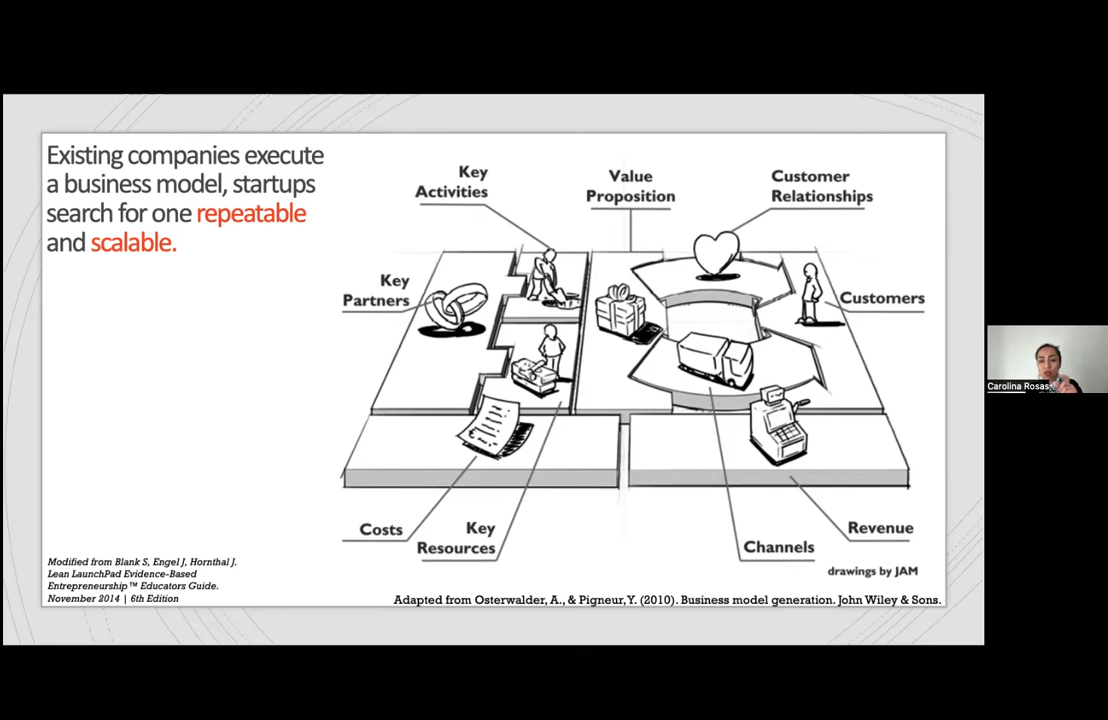 Existing companies execute
a business model, startups
search for one repeatable
and scalable.
Key
Activities
Value
Proposition
Customer
Relationships
Key
Partners
Customers
Costs
Key
Resources
Channels
Revenue
drawings by JAM
Modified from Blank S, Engel J, Hornthal J.
Lean LaunchPad Evidence-Based
Entrepreneurship™ Educators Guide.
November 2014 | 6th Edition
Adapted from Osterwalder, A., & Pigneur, Y. (2010). Business model generation. John Wiley & Sons.
Carolina Rosas